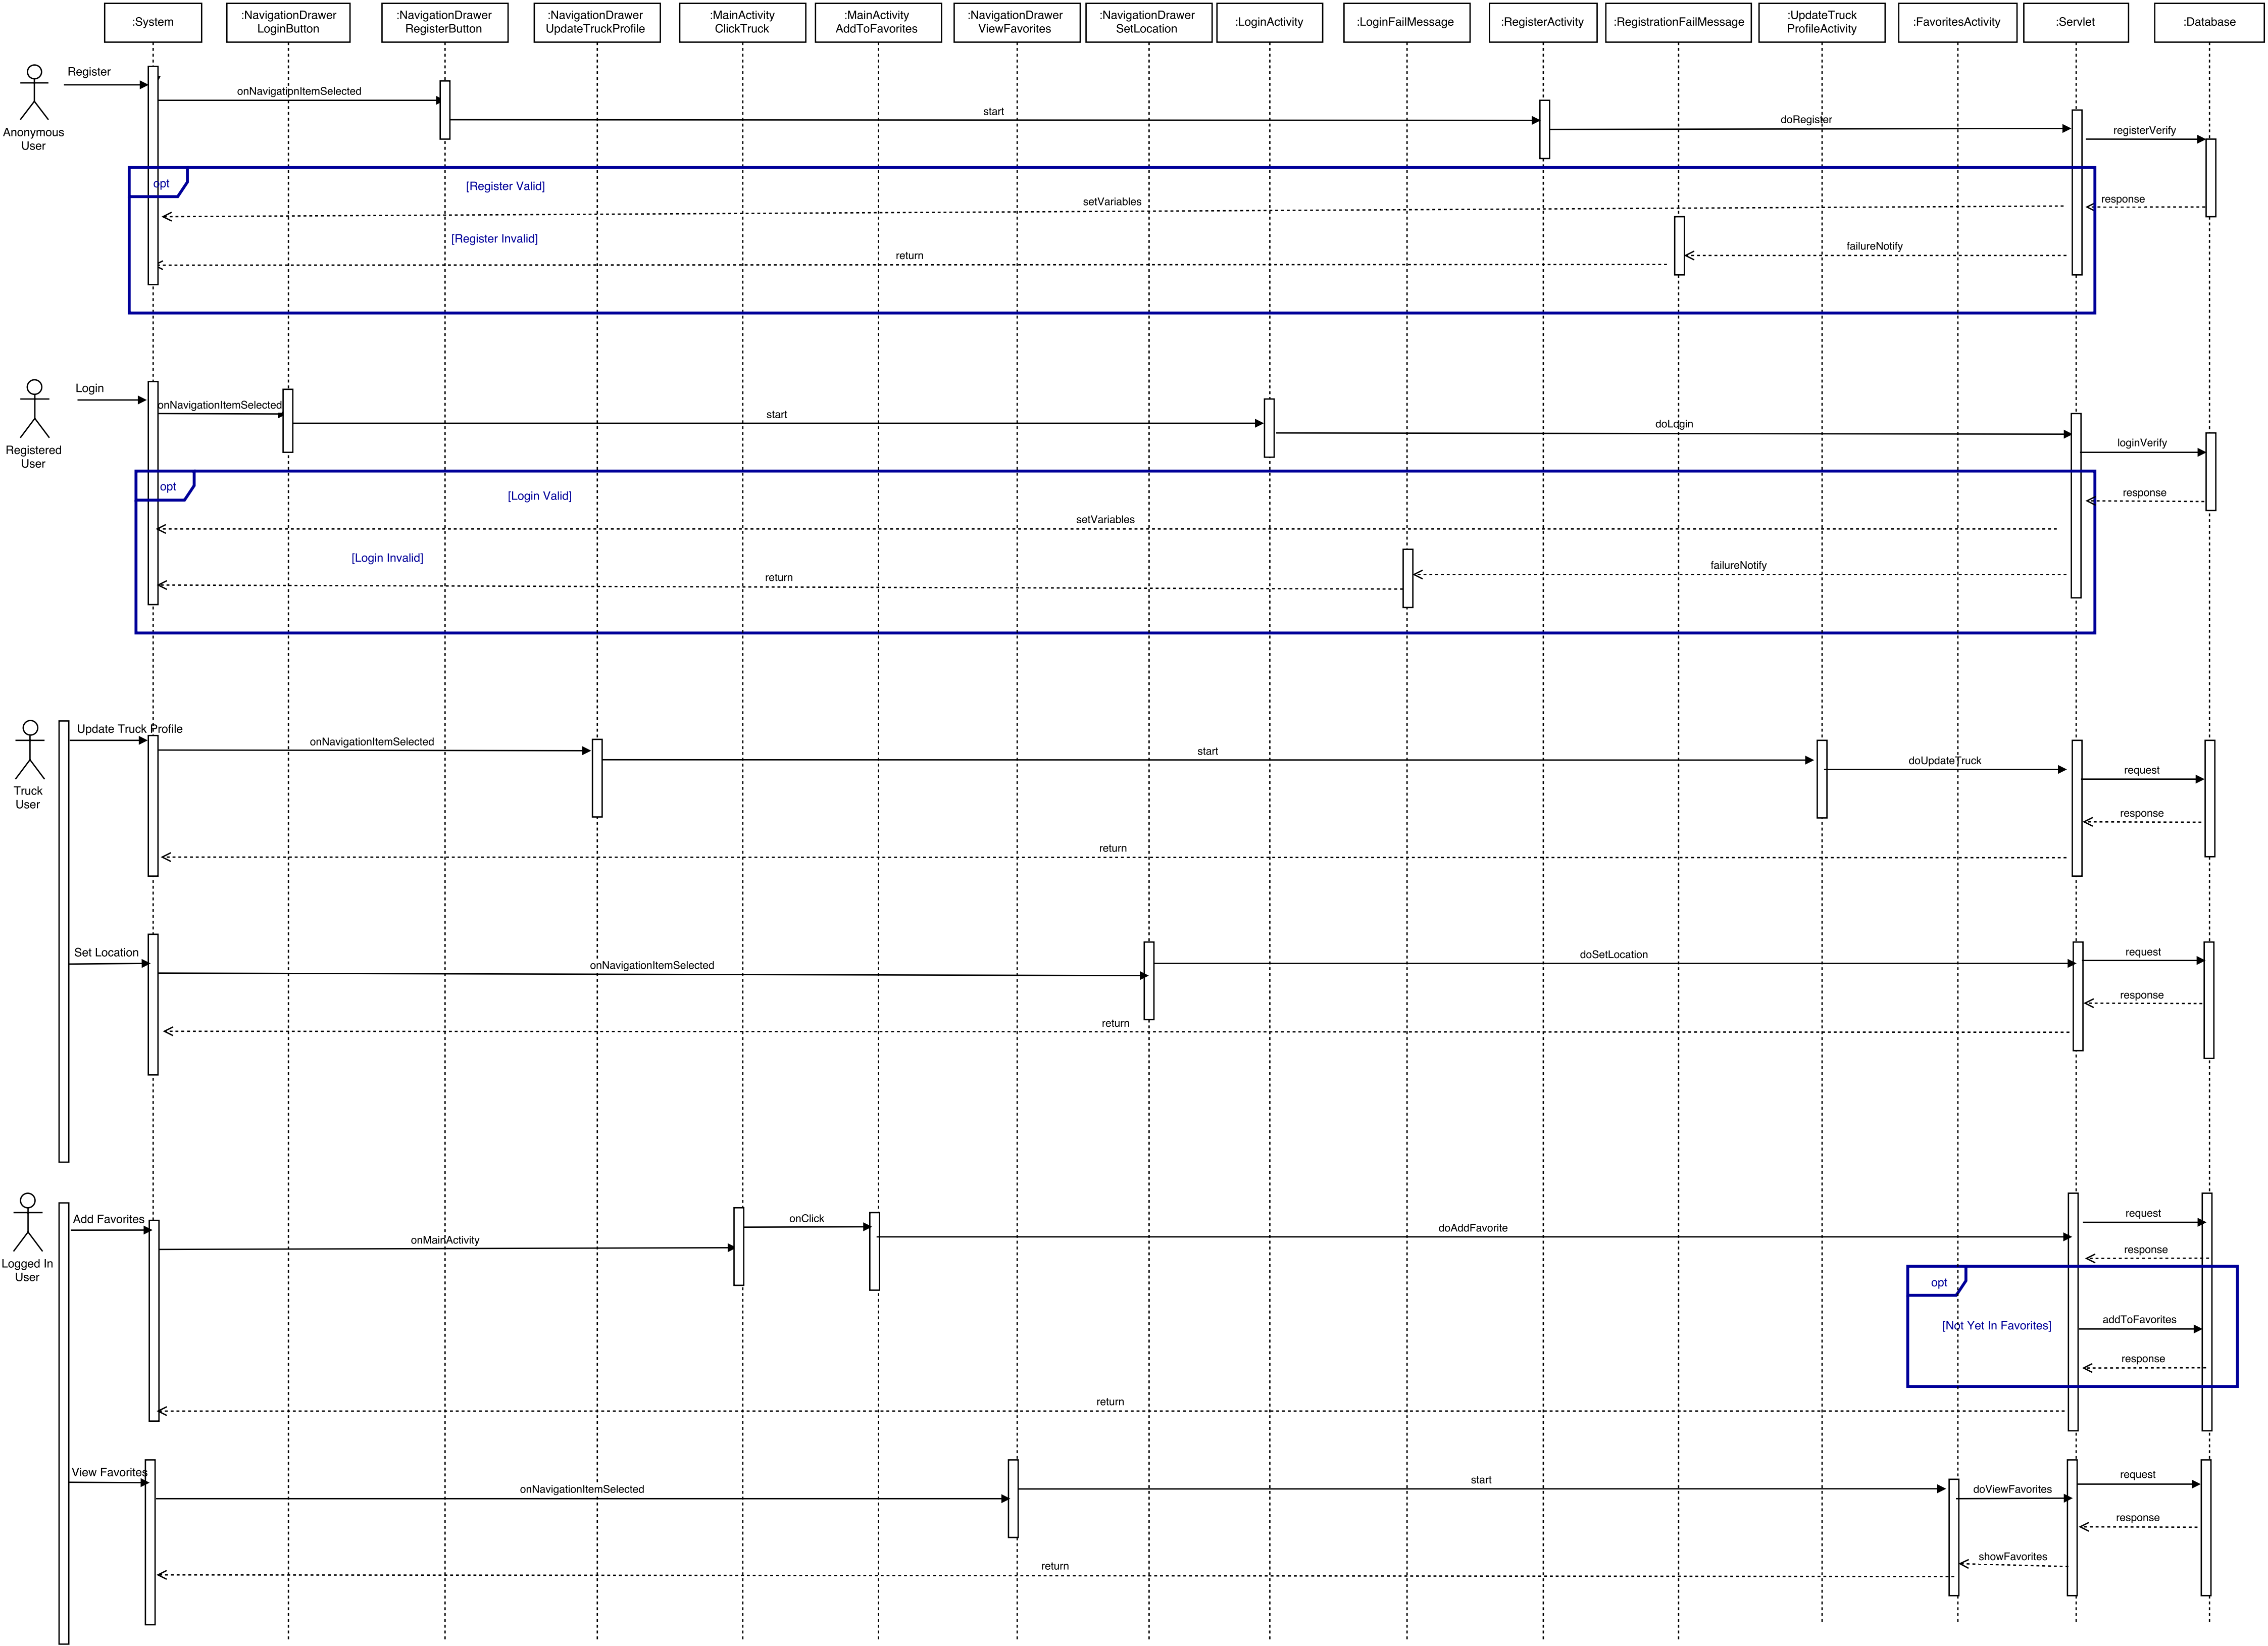 :System
:NavigationDrawer
LoginButton
:NavigationDrawer
RegisterButton
:NavigationDrawer
UpdateTruckProfile
:MainActivity
ClickTruck
:MainActivity
AddToFavorites
:NavigationDrawer
ViewFavorites
:NavigationDrawer
SetLocation
:LoginActivity
:LoginFailMessage
:RegisterActivity
:RegistrationFailMessage
:UpdateTruck
ProfileActivity
:FavoritesActivity
:Servlet
:Database
Anonymous
User
Register
onNavigationItemSelected
start
doRegister
registerVerify
opt
[Register Valid]
setVariables
response
[Register Invalid]
failureNotify
return
Registered
User
Login
onNavigationItemSelected
start
doLogin
loginVerify
opt
[Login Valid]
response
setVariables
[Login Invalid]
failureNotify
return
Truck
User
Update Truck Profile
onNavigationItemSelected
start
doUpdateTruck
request
response
return
Set Location
onNavigationItemSelected
doSetLocation
request
response
return
Logged In
User
Add Favorites
onMainActivity
onClick
doAddFavorite
request
response
opt
[Not Yet In Favorites]
addToFavorites
response
return
View Favorites
onNavigationItemSelected
start
doViewFavorites
request
response
showFavorites
return